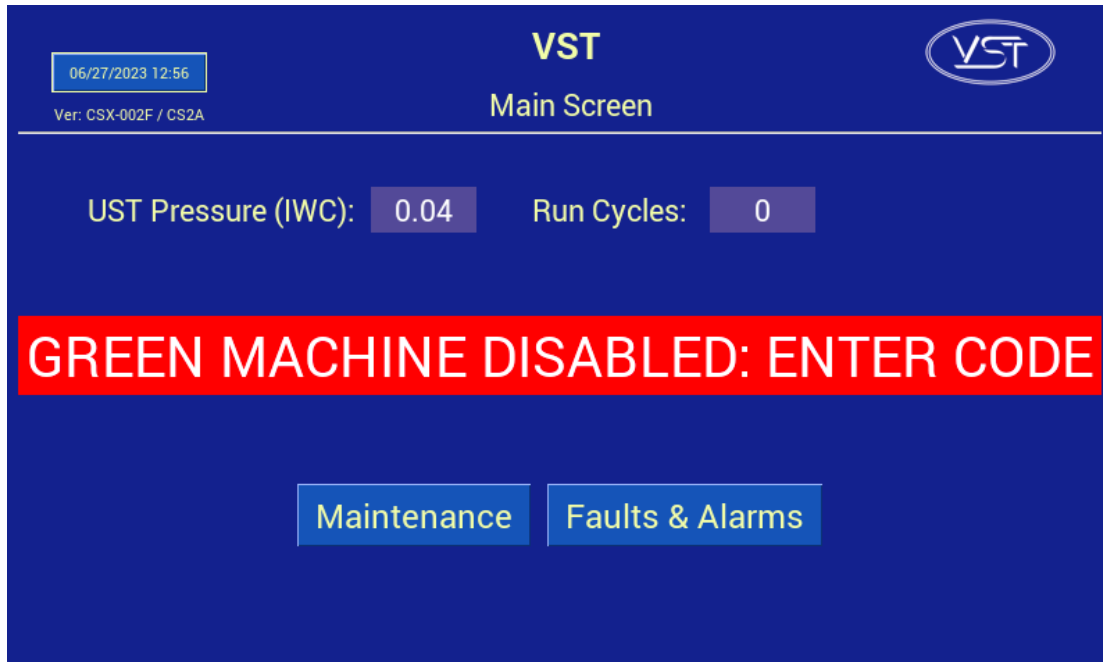 VST
VST
06/27/2023 12:56
Main Screen
Ver: CSX-002F / CS2A
UST Pressure (IWC): 0.04 Run Cycles: 0
GREEN MACHINE DISABLED: ENTER CODE
Maintenance Faults & Alarms